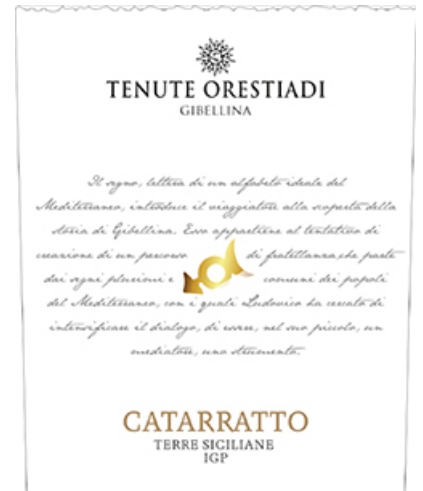 TENUTE ORESTIADI
GIBELLINA
Il segno, lettera di un alfabeto ideale del
Mediterraneo, introduce il viaggiatore alla scoperta della
storia di Gibellina. Esso appartiene al tentativo di
creazione di un percorso di fratellanza, che parte
dai segni plurimi e comuni dei popoli
del Mediterraneo, con i quali Ludovico ha cercato di
intensificare il dialogo, di essere, nel suo piccolo, un
mediatore, uno strumento.
CATARRATTO
TERRE SICILIANE
IGP